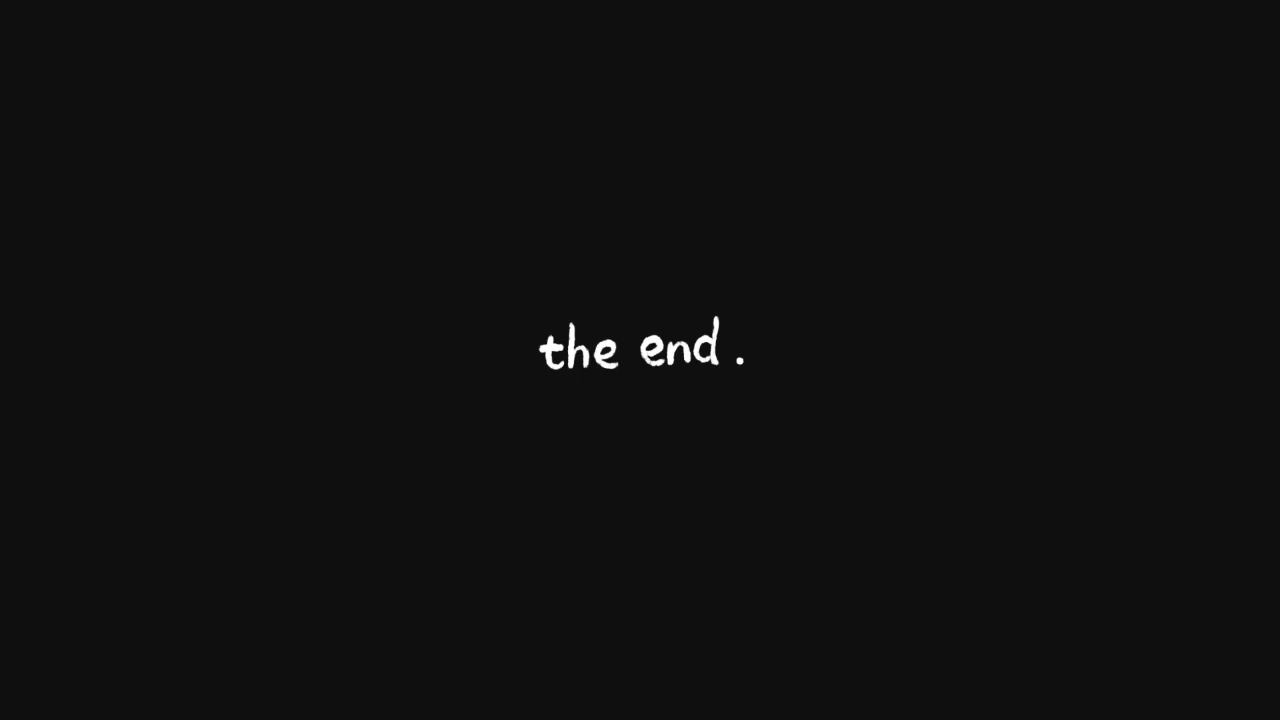 the end .